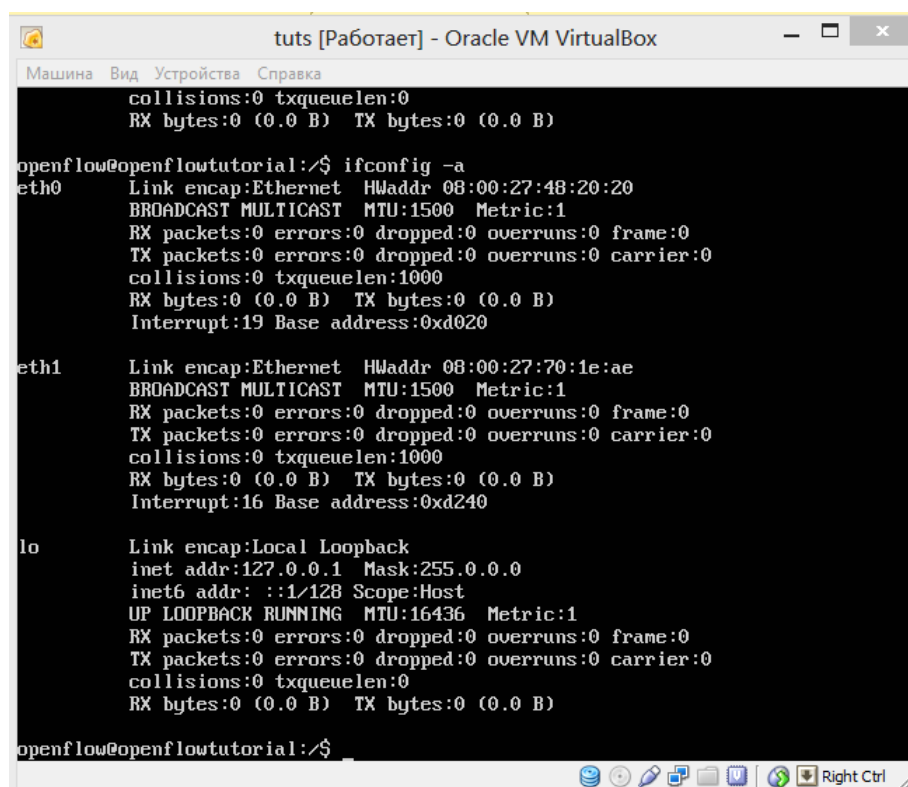 tuts [Работает] - Oracle VM VirtualBox
Машина Вид Устройства Справка
collisions:0 txqueuelen:0
RX bytes:0 (0.0 B) TX bytes:0 (0.0 B)
openflow@openflowtutorial:/$ ifconfig -a
eth0 Link encap:Ethernet HWaddr 08:00:27:48:20:20
BROADCAST MULTICAST MTU:1500 Metric:1
RX packets:0 errors:0 dropped:0 overruns:0 frame:0
TX packets:0 errors:0 dropped:0 overruns:0 carrier:0
collisions:0 txqueuelen:1000
RX bytes:0 (0.0 B) TX bytes:0 (0.0 B)
Interrupt:19 Base address:0xd020
eth1 Link encap:Ethernet HWaddr 08:00:27:70:1e:ae
BROADCAST MULTICAST MTU:1500 Metric:1
RX packets:0 errors:0 dropped:0 overruns:0 frame:0
TX packets:0 errors:0 dropped:0 overruns:0 carrier:0
collisions:0 txqueuelen:1000
RX bytes:0 (0.0 B) TX bytes:0 (0.0 B)
Interrupt:16 Base address:0xd240
lo Link encap:Local Loopback
inet addr:127.0.0.1 Mask:255.0.0.0
inet6 addr: ::1/128 Scope:Host
UP LOOPBACK RUNNING MTU:16436 Metric:1
RX packets:0 errors:0 dropped:0 overruns:0 frame:0
TX packets:0 errors:0 dropped:0 overruns:0 carrier:0
collisions:0 txqueuelen:0
RX bytes:0 (0.0 B) TX bytes:0 (0.0 B)
openflow@openflowtutorial:/$ _
Right Ctrl